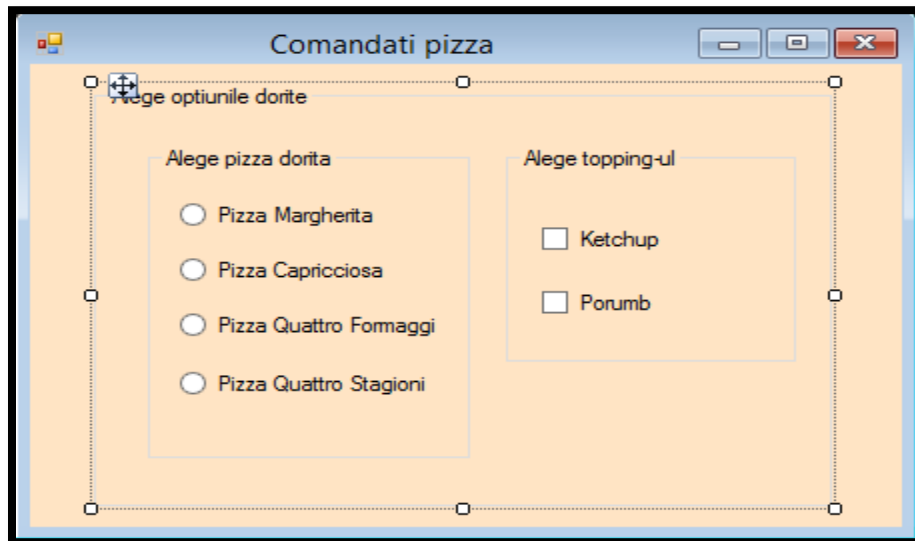 Comandati pizza
Alege optiunile dorite
Alege pizza dorita
Pizza Margherita
Pizza Capricciosa
Pizza Quattro Formaggi
Pizza Quattro Stagioni
Alege topping-ul
Ketchup
Porumb